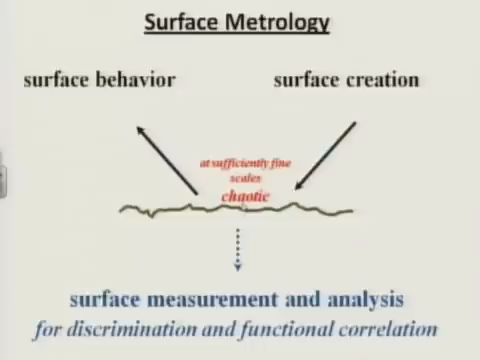 Surface Metrology
surface behavior
surface creation
at sufficiently fine
scales
chaotic
surface measurement and analysis
for discrimination and functional correlation